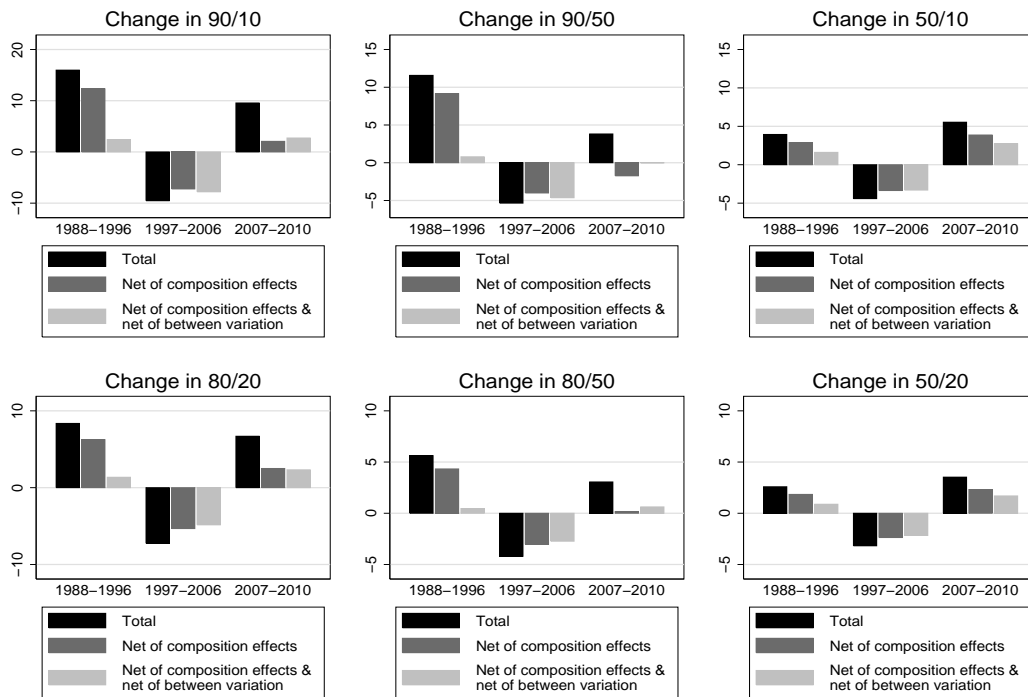 Change in 90/10
20
10
0
−10
1988−1996 1997−2006 2007−2010
Total
Net of composition effects
Net of composition effects &
net of between variation
Change in 90/50
15
10
5
0
−5
1988−1996 1997−2006 2007−2010
Total
Net of composition effects
Net of composition effects &
net of between variation
Change in 50/10
15
10
5
0
−5
1988−1996 1997−2006 2007−2010
Total
Net of composition effects
Net of composition effects &
net of between variation
Change in 80/20
10
0
−10
1988−1996 1997−2006 2007−2010
Total
Net of composition effects
Net of composition effects &
net of between variation
Change in 80/50
10
5
0
−5
1988−1996 1997−2006 2007−2010
Total
Net of composition effects
Net of composition effects &
net of between variation
Change in 50/20
10
5
0
−5
1988−1996 1997−2006 2007−2010
Total
Net of composition effects
Net of composition effects &
net of between variation